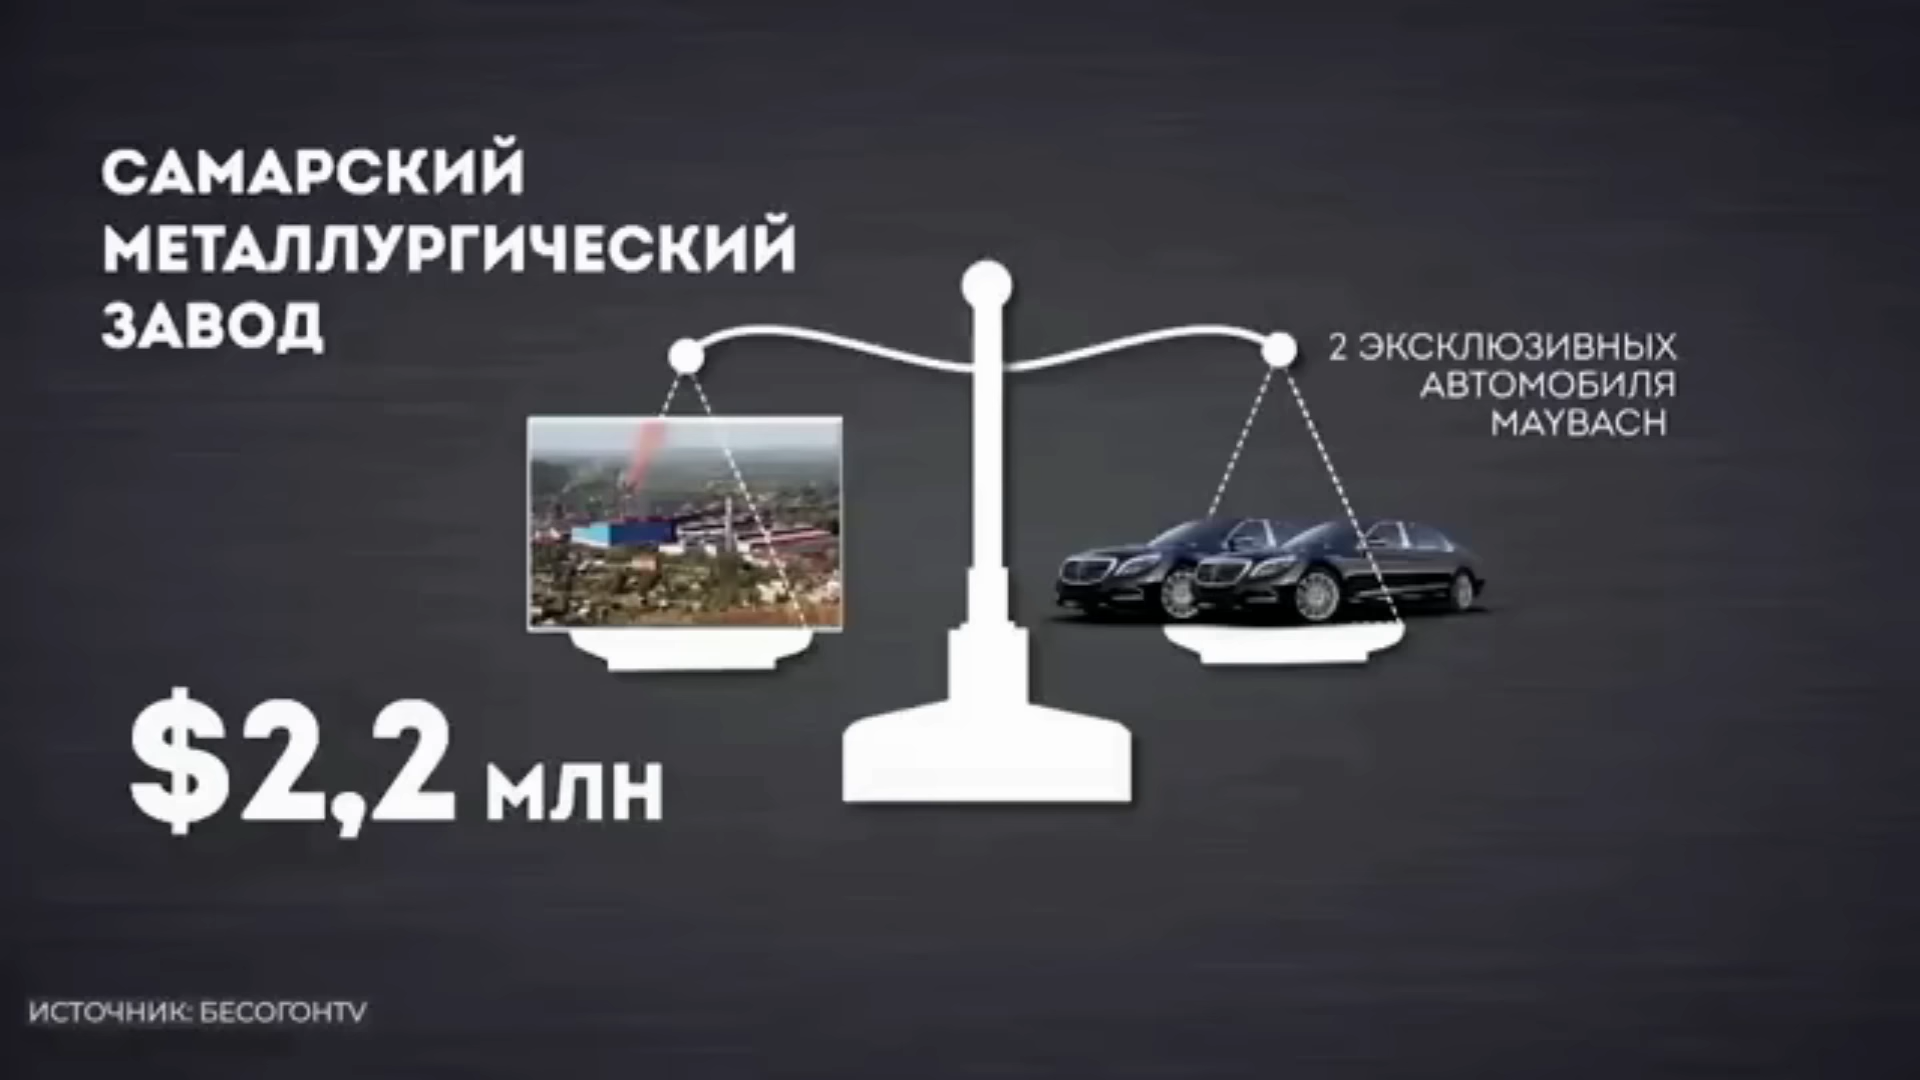 САМАРСКИЙ
МЕТАЛЛУРГИЧЕСКИЙ
ЗАВОД
2 ЭКСКЛЮЗИВНЫХ
АВТОМОБИЛЯ
MAYBACH
$2,2 МЛН
ИСТОЧНИК: БЕСОГОНTV